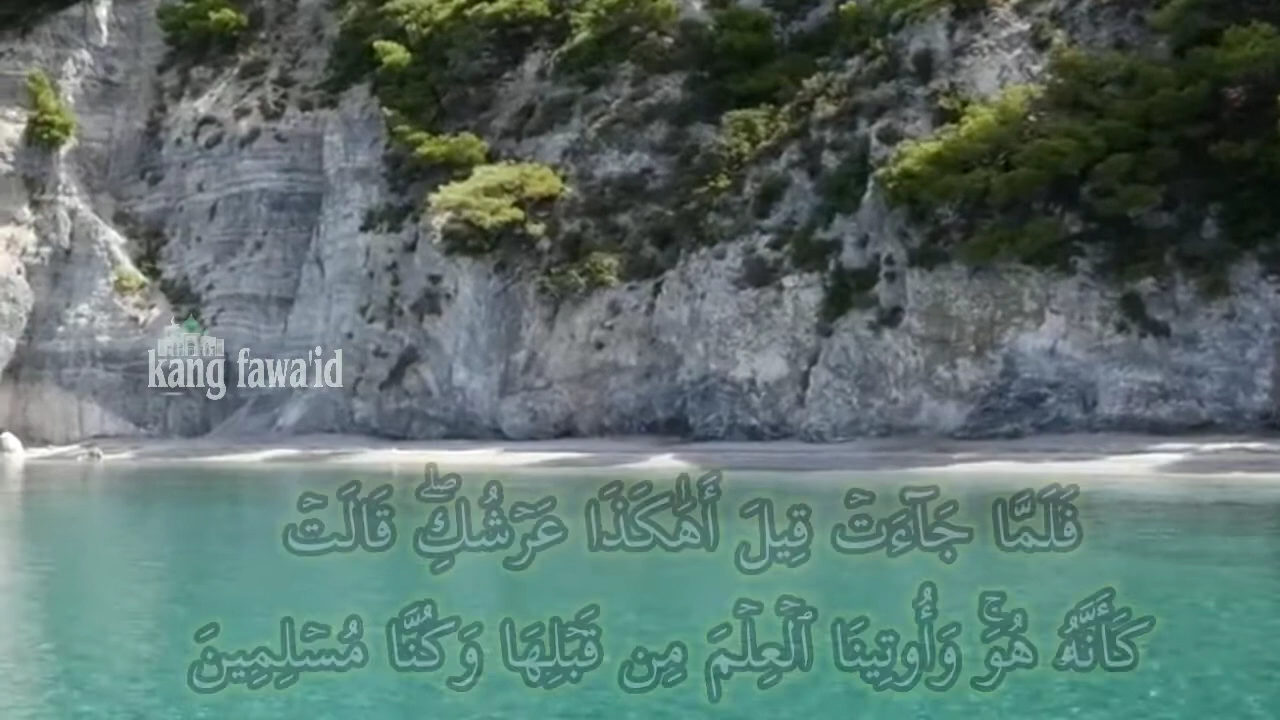 kang fawa'id
فَلَمَّا جَآءَتۡ قِيلَ أَهَٰكَذَا عَرۡشُكِۖ قَالَتۡ
كَأَنَّهُۥ هُوَۚ وَأُوتِينَا ٱلۡعِلۡمَ مِن قَبۡلِهَا وَكُنَّا مُسۡلِمِينَ